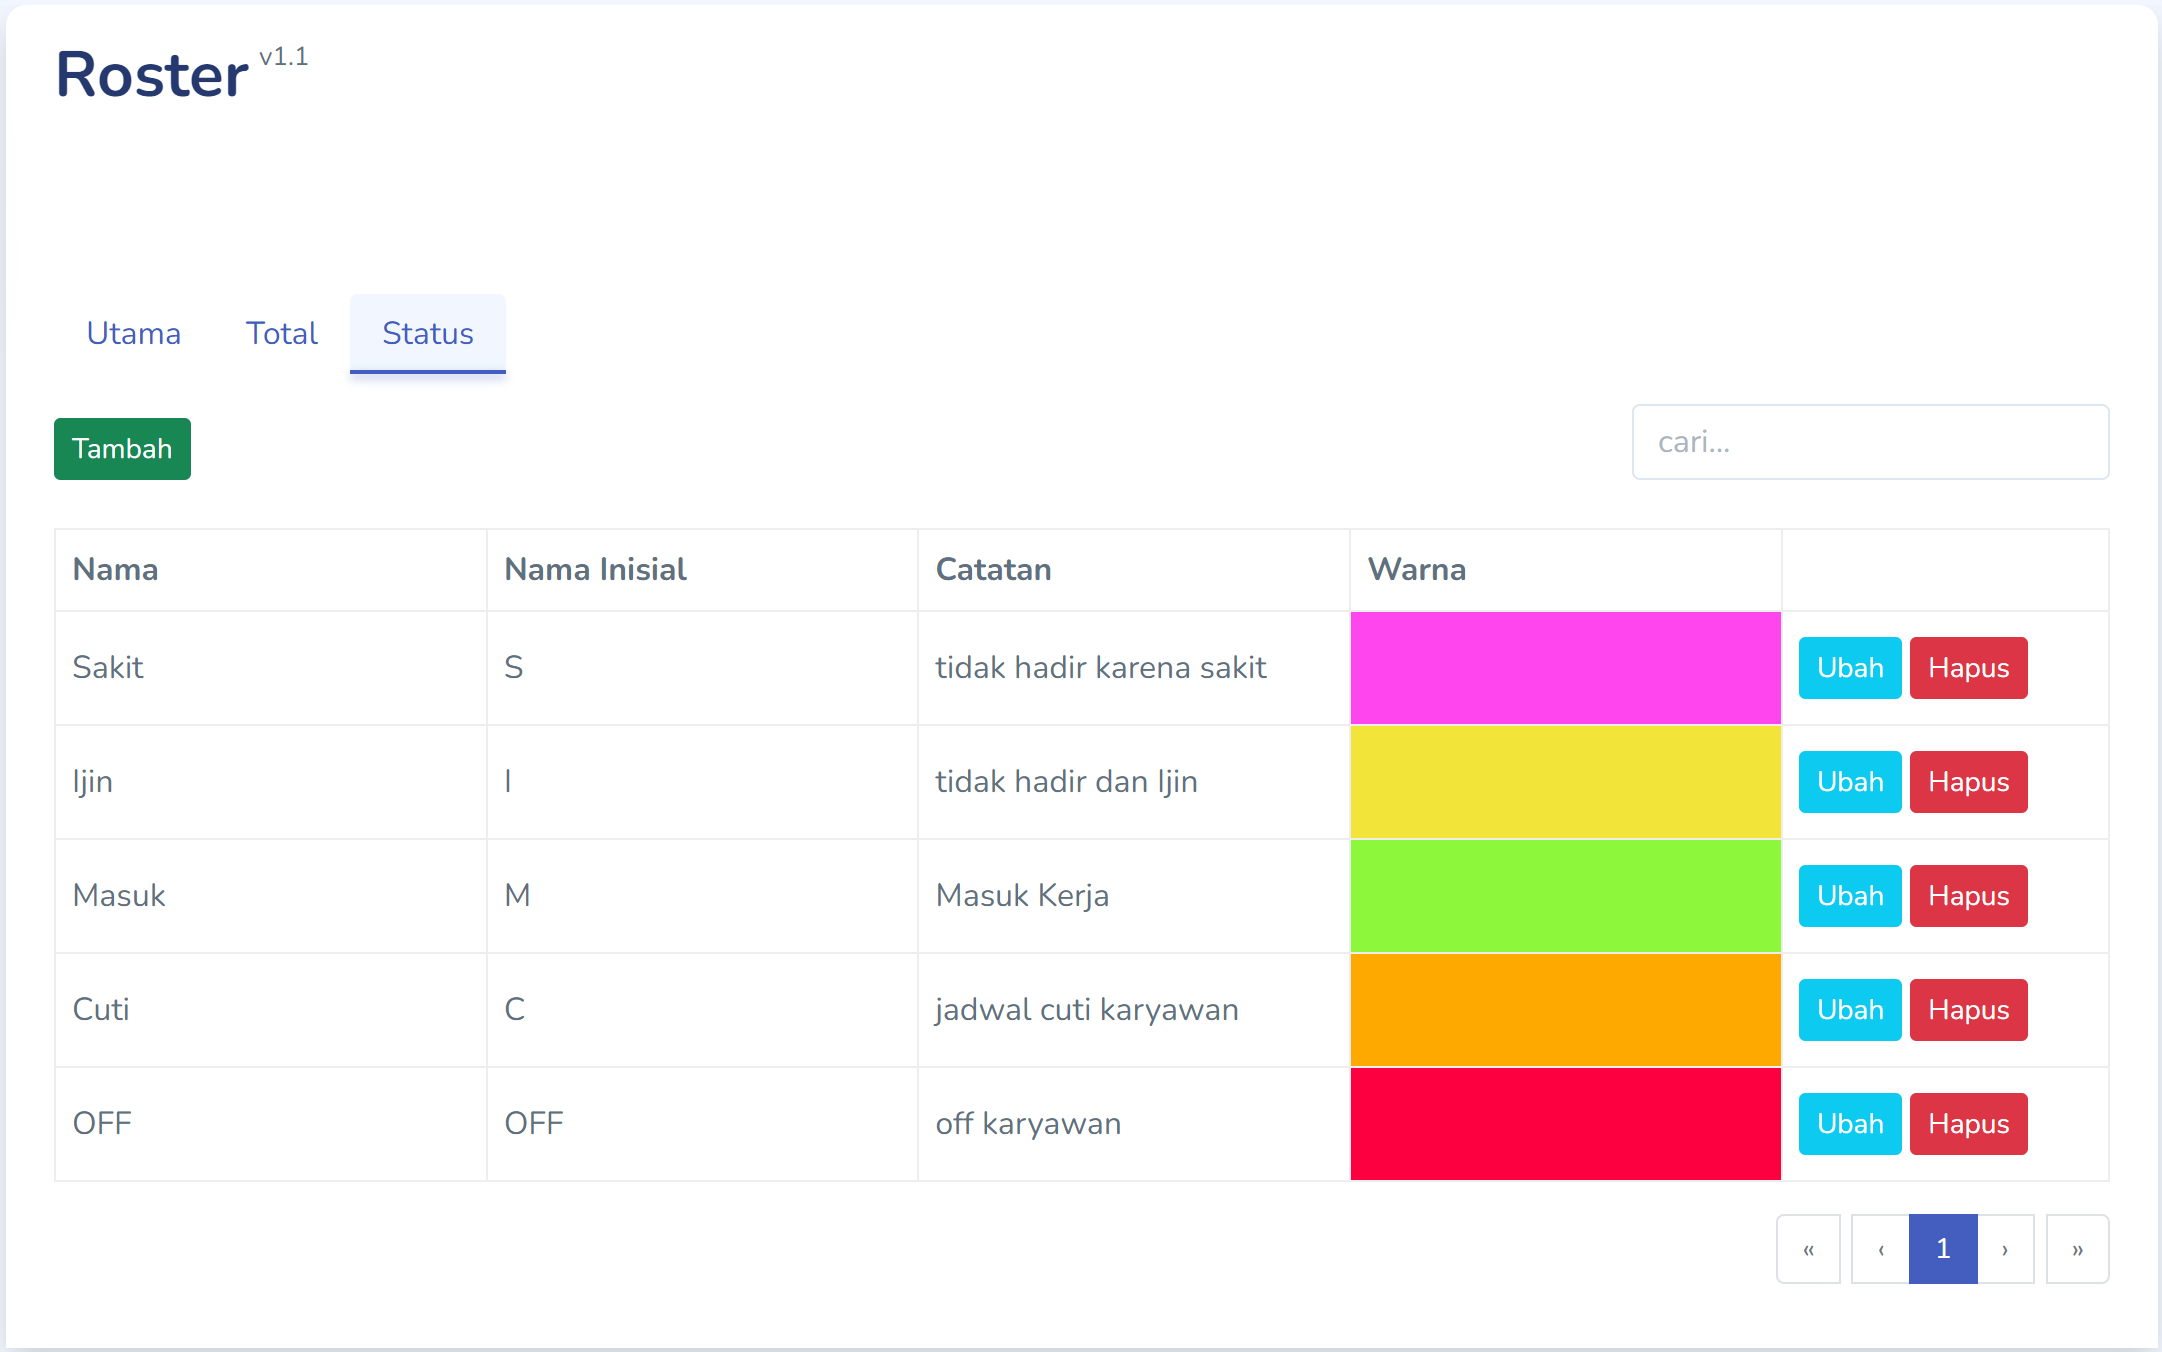 Roster v1.1
Utama Total Status
Tambah
cari...
Nama Nama Inisial Catatan Warna
Sakit S tidak hadir karena sakit Ubah Hapus
Ijin I tidak hadir dan Ijin Ubah Hapus
Masuk M Masuk Kerja Ubah Hapus
Cuti C jadwal cuti karyawan Ubah Hapus
OFF OFF off karyawan Ubah Hapus
« ‹ 1 › »